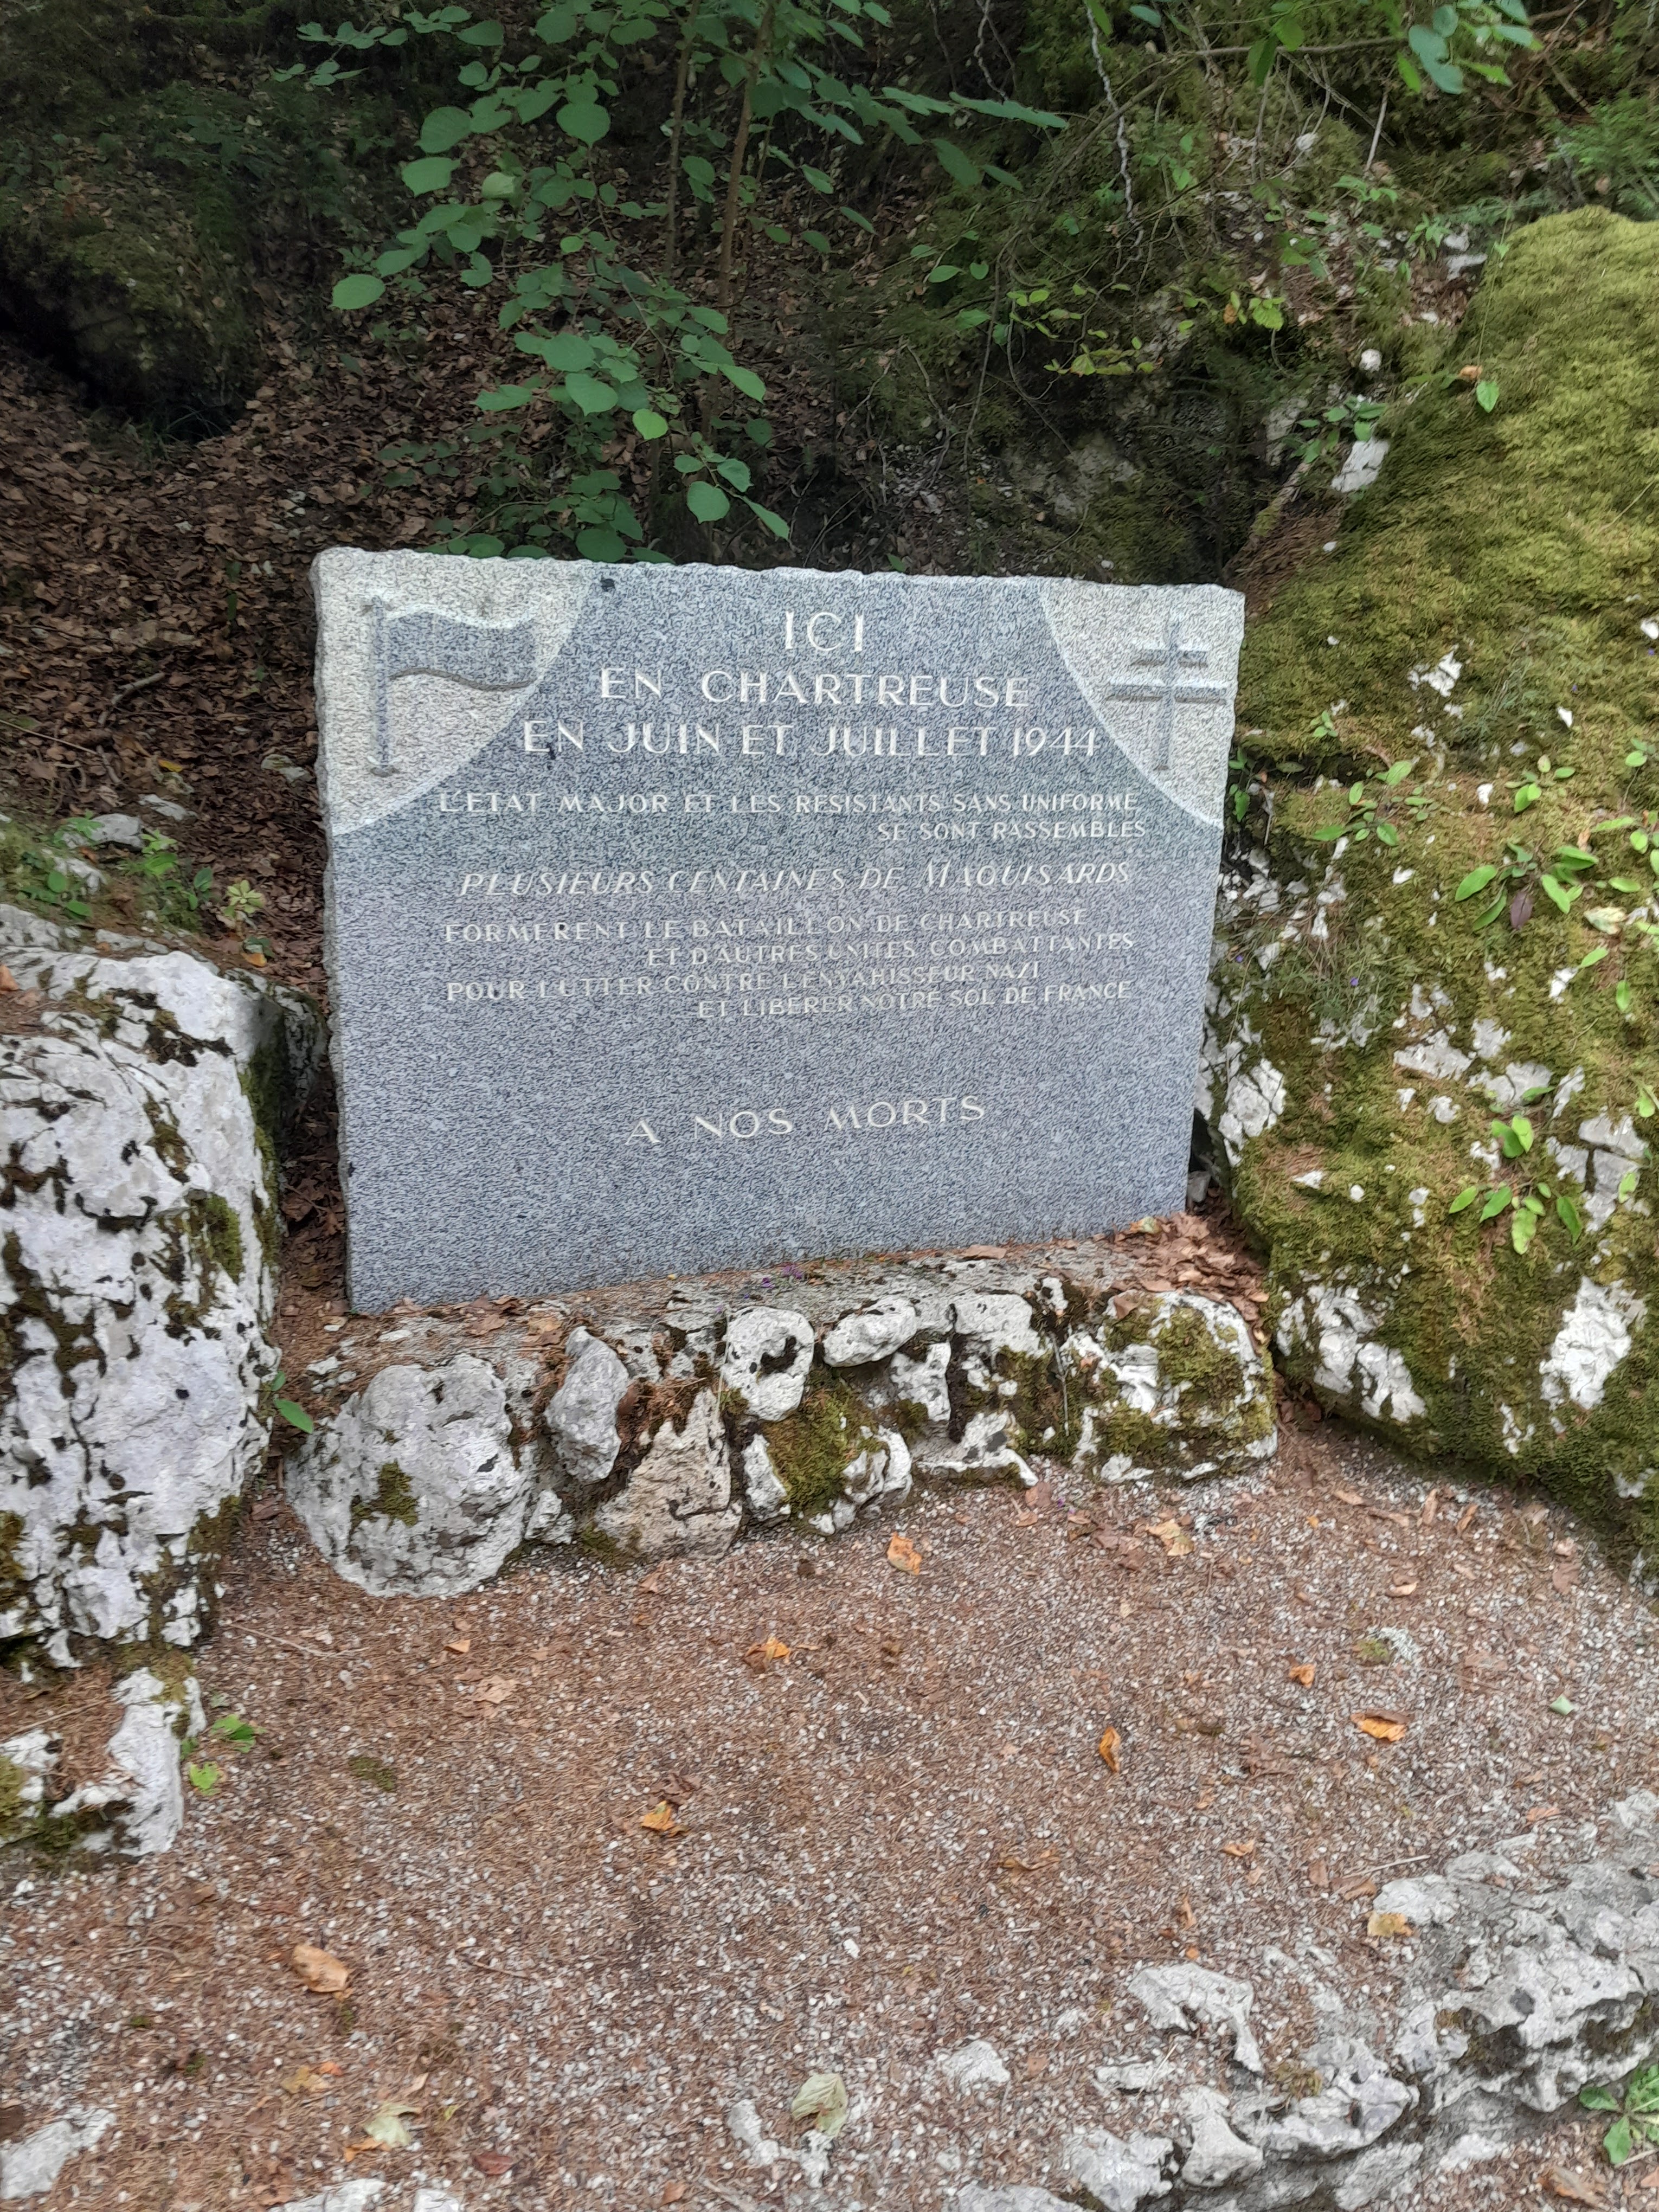 ICI
EN CHARTREUSE
EN JUIN ET JUILLET 1944
L'ETAT MAJOR ET LES RESISTANTS SANS UNIFORME
SE SONT RASSEMBLES
PLUSIEURS CENTAINES DE MAQUISARDS
FORMERENT LE BATAILLON DE CHARTREUSE
ET D'AUTRES UNITES COMBATTANTES
POUR LUTTER CONTRE L'ENVAHISSEUR NAZI
ET LIBERER NOTRE SOL DE FRANCE
A NOS MORTS